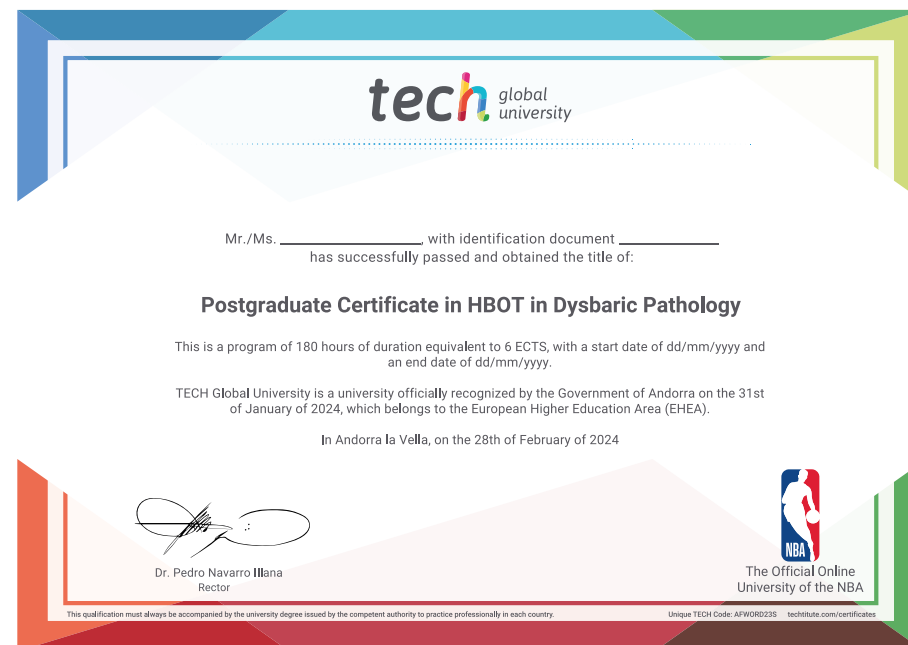 tech global university
Mr./Ms. ____________________, with identification document ______________
has successfully passed and obtained the title of:
Postgraduate Certificate in HBOT in Dysbaric Pathology
This is a program of 180 hours of duration equivalent to 6 ECTS, with a start date of dd/mm/yyyy and
an end date of dd/mm/yyyy.
TECH Global University is a university officially recognized by the Government of Andorra on the 31st
of January of 2024, which belongs to the European Higher Education Area (EHEA).
In Andorra la Vella, on the 28th of February of 2024
Dr. Pedro Navarro Illana
Rector
NBA
The Official Online
University of the NBA
This qualification must always be accompanied by the university degree issued by the competent authority to practice professionally in each country.
Unique TECH Code: AFWORD23S techtitute.com/certificates